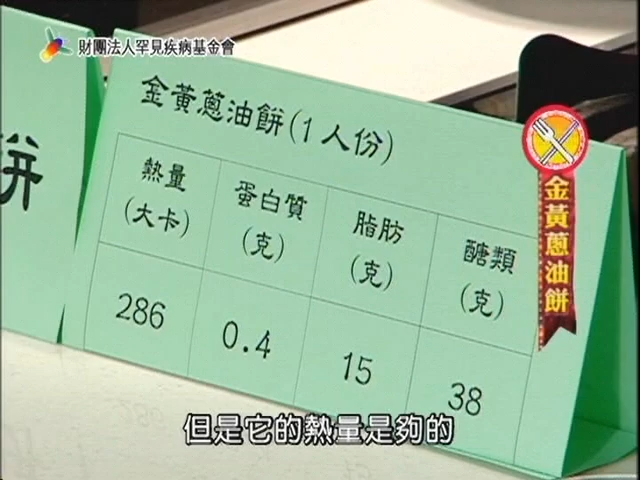 財團法人罕見疾病基金會
金黃蔥油餅(1人份)
熱量 蛋白質 脂肪 醣類
(大卡) (克) (克) (克)
286 0.4 15 38
餅
金黃蔥油餅
但是它的熱量是夠的